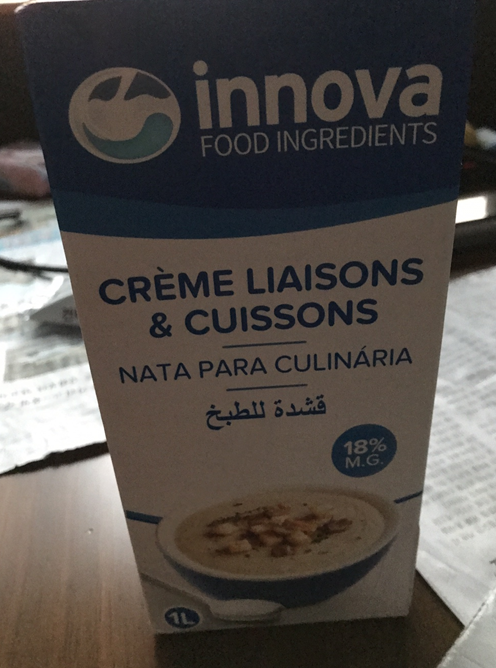 innova
FOOD INGREDIENTS
CRÈME LIAISONS
& CUISSONS
NATA PARA CULINÁRIA
قشدة للطبخ
18%
M.G.
1L